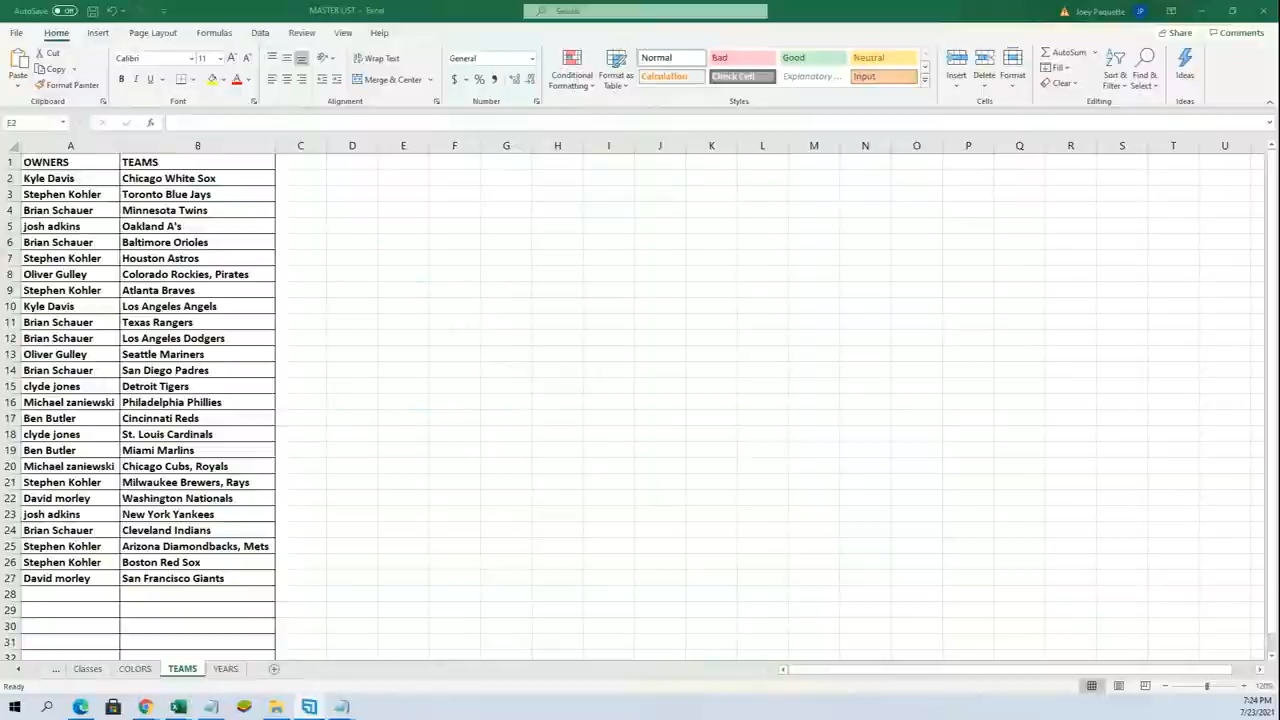 AutoSave Off MASTER LIST - Excel Search Joey Paquette JP
File Home Insert Page Layout Formulas Data Review View Help Share Comments
Paste Cut Copy Format Painter Clipboard
Calibri 11 B I U A Font
Wrap Text Merge & Center Alignment
General $ % Number
Conditional Formatting Format as Table
Normal Bad Good Neutral
Calculation Check Cell Explanatory ... Input
Styles
Insert Delete Format Cells
AutoSum Fill Clear Sort & Filter Find & Select Editing
Ideas Ideas
E2 fx
A B C D E F G H I J K L M N O P Q R S T U
1 OWNERS TEAMS
2 Kyle Davis Chicago White Sox
3 Stephen Kohler Toronto Blue Jays
4 Brian Schauer Minnesota Twins
5 josh adkins Oakland A's
6 Brian Schauer Baltimore Orioles
7 Stephen Kohler Houston Astros
8 Oliver Gulley Colorado Rockies, Pirates
9 Stephen Kohler Atlanta Braves
10 Kyle Davis Los Angeles Angels
11 Brian Schauer Texas Rangers
12 Brian Schauer Los Angeles Dodgers
13 Oliver Gulley Seattle Mariners
14 Brian Schauer San Diego Padres
15 clyde jones Detroit Tigers
16 Michael zaniewski Philadelphia Phillies
17 Ben Butler Cincinnati Reds
18 clyde jones St. Louis Cardinals
19 Ben Butler Miami Marlins
20 Michael zaniewski Chicago Cubs, Royals
21 Stephen Kohler Milwaukee Brewers, Rays
22 David morley Washington Nationals
23 josh adkins New York Yankees
24 Brian Schauer Cleveland Indians
25 Stephen Kohler Arizona Diamondbacks, Mets
26 Stephen Kohler Boston Red Sox
27 David morley San Francisco Giants
28
29
30
31
32
... Classes COLORS TEAMS YEARS
Ready 120%
7:24 PM
7/23/2021